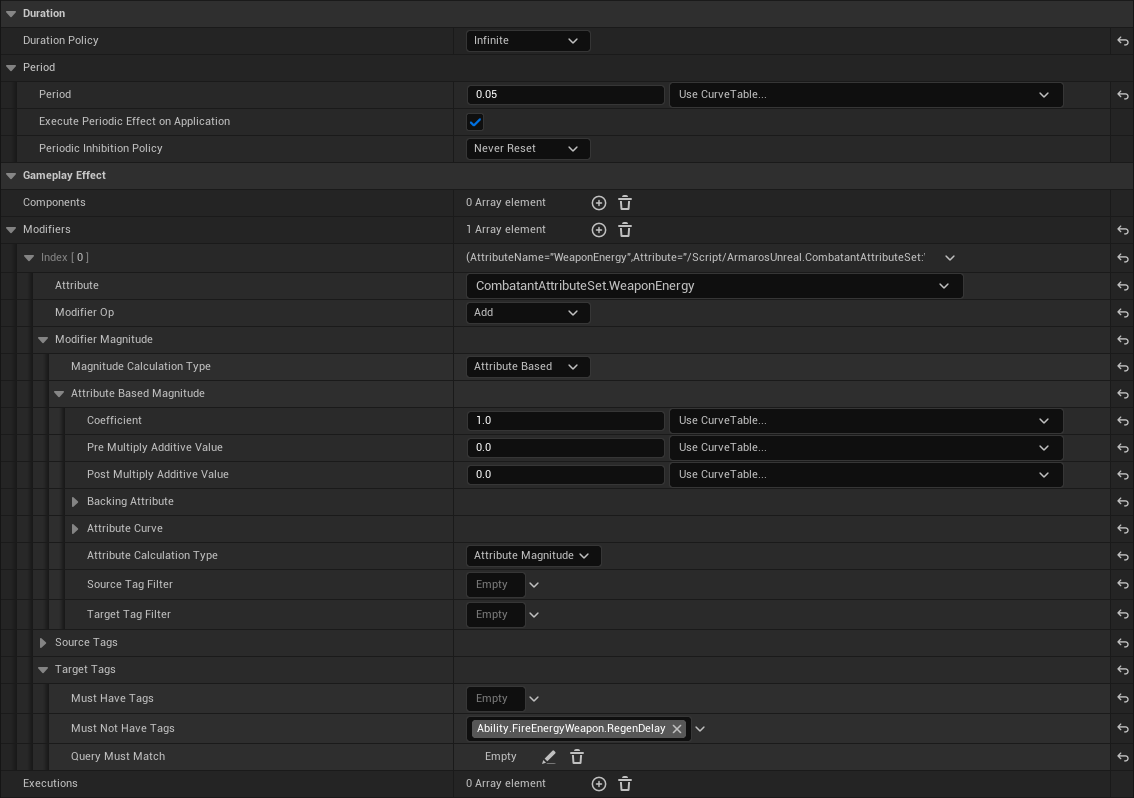 Duration
Duration Policy Infinite
Period
Period 0.05 Use CurveTable...
Execute Periodic Effect on Application
Periodic Inhibition Policy Never Reset
Gameplay Effect
Components 0 Array element
Modifiers 1 Array element
Index [ 0 ] (AttributeName="WeaponEnergy",Attribute="/Script/ArmarosUnreal.CombatantAttributeSet:'
Attribute CombatantAttributeSet.WeaponEnergy
Modifier Op Add
Modifier Magnitude
Magnitude Calculation Type Attribute Based
Attribute Based Magnitude
Coefficient 1.0 Use CurveTable...
Pre Multiply Additive Value 0.0 Use CurveTable...
Post Multiply Additive Value 0.0 Use CurveTable...
Backing Attribute
Attribute Curve
Attribute Calculation Type Attribute Magnitude
Source Tag Filter Empty
Target Tag Filter Empty
Source Tags
Target Tags
Must Have Tags Empty
Must Not Have Tags Ability.FireEnergyWeapon.RegenDelay
Query Must Match Empty
Executions 0 Array element